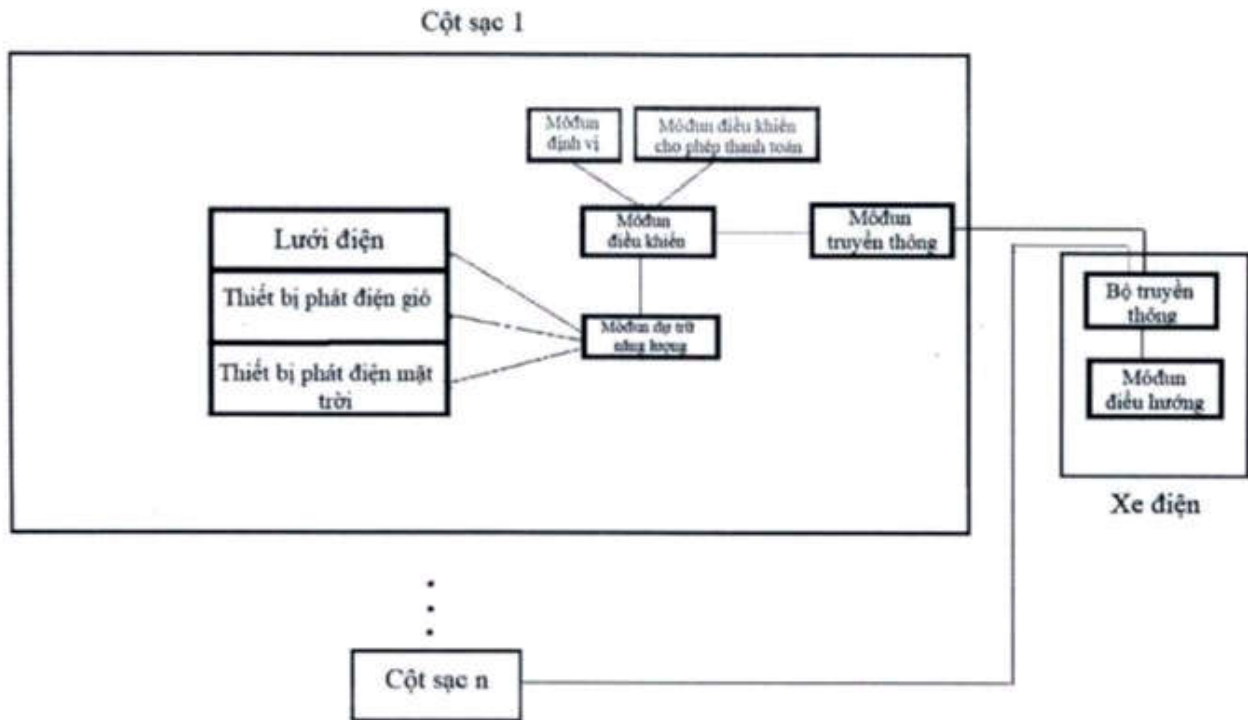 Cột sạc 1
Môđun
định vị
Môđun điều khiển
cho phép thanh toán
Lưới điện
Thiết bị phát điện gió
Thiết bị phát điện mặt
trời
Môđun
điều khiển
Môđun
truyền thông
Môđun dự trữ
năng lượng
Bộ truyền
thông
Môđun
điều hướng
Xe điện
Cột sạc n